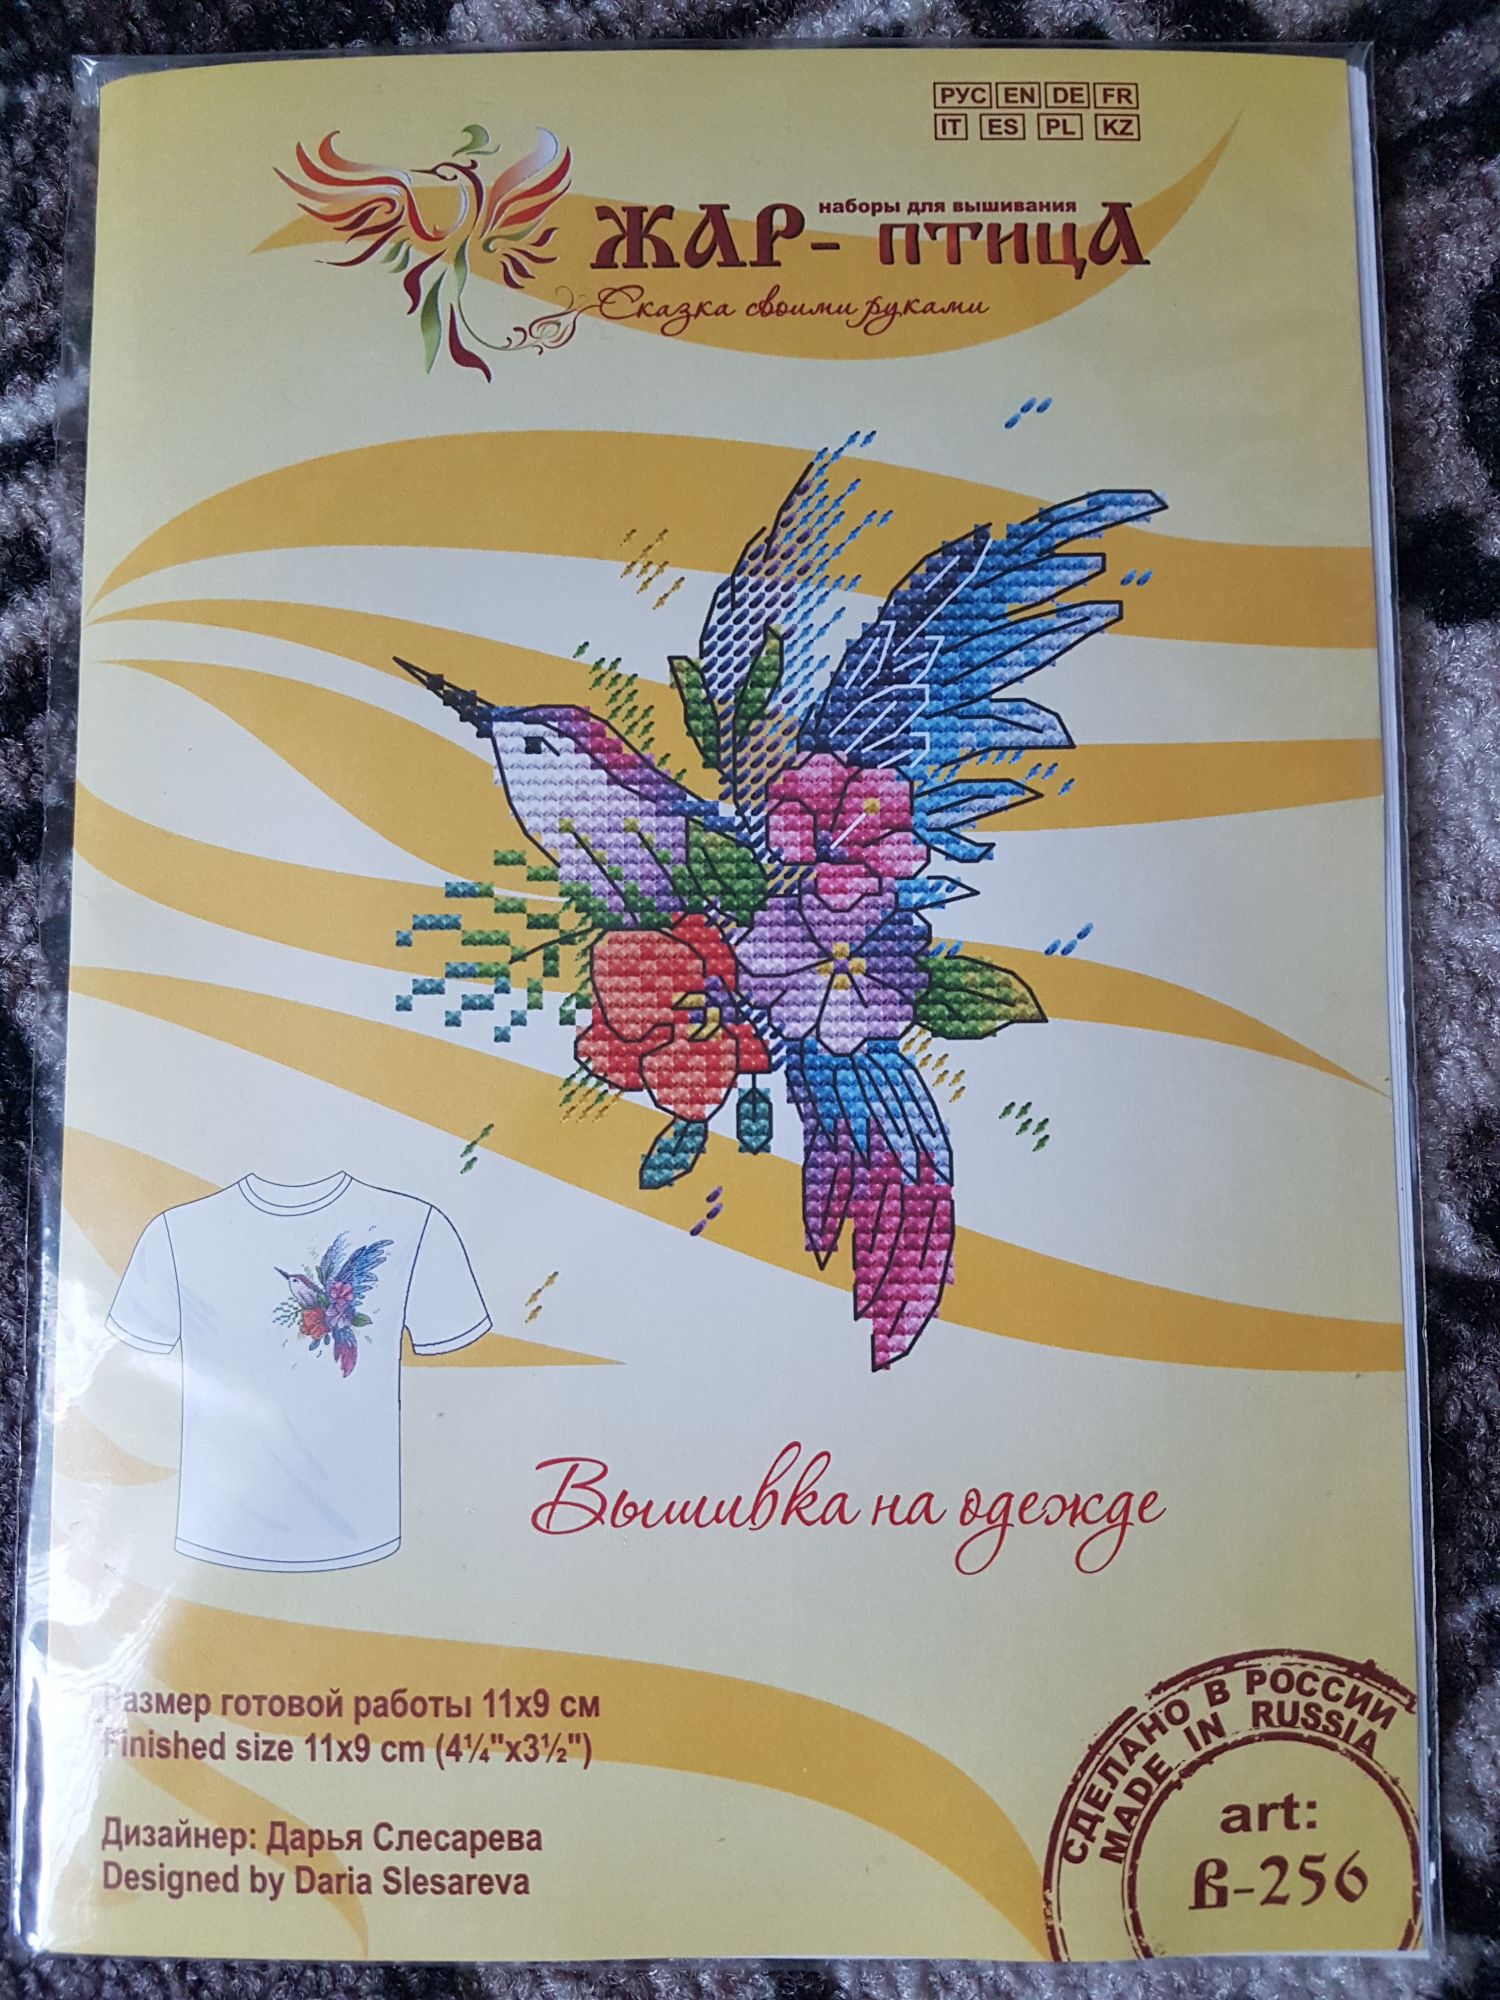 РУС EN DE FR
IT ES PL KZ
наборы для вышивания
ЖАР-ПТИЦА
Сказка своими руками
Вышивка на одежде
Размер готовой работы 11х9 см
Finished size 11x9 cm (4¼"x3½")
Дизайнер: Дарья Слесарева
Designed by Daria Slesareva
СДЕЛАНО В РОССИИ
MADE IN RUSSIA
art:
В-256